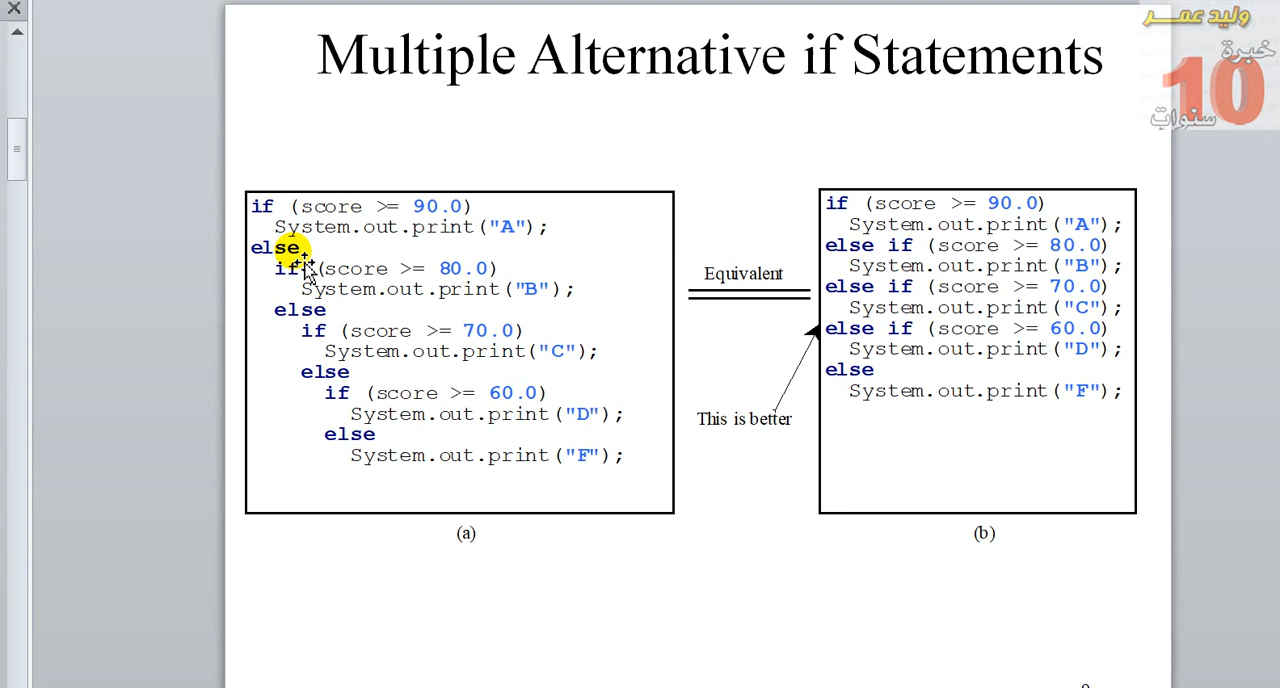 وليد عمر
خبرة
10
سنوات
Multiple Alternative if Statements
if (score >= 90.0)
System.out.print("A");
else
if (score >= 80.0)
System.out.print("B");
else
if (score >= 70.0)
System.out.print("C");
else
if (score >= 60.0)
System.out.print("D");
else
System.out.print("F");
(a)
Equivalent
This is better
if (score >= 90.0)
System.out.print("A");
else if (score >= 80.0)
System.out.print("B");
else if (score >= 70.0)
System.out.print("C");
else if (score >= 60.0)
System.out.print("D");
else
System.out.print("F");
(b)